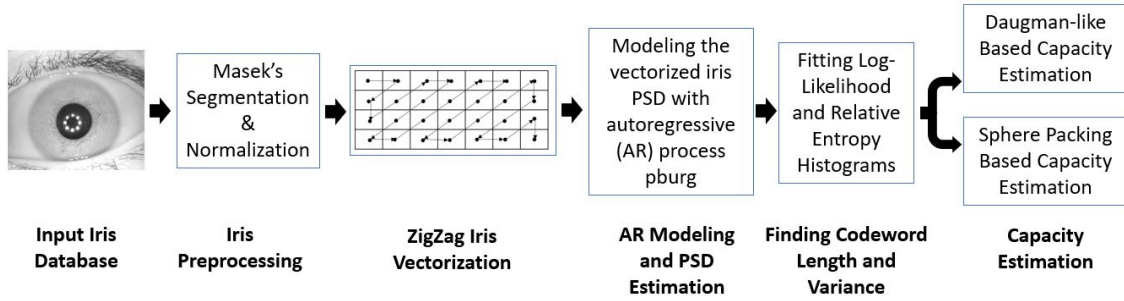 Masek's
Segmentation
&
Normalization
Modeling the
vectorized iris
PSD with
autoregressive
(AR) process
pburg
Fitting Log-
Likelihood
and Relative
Entropy
Histograms
Daugman-like
Based Capacity
Estimation
Sphere Packing
Based Capacity
Estimation
Input Iris
Database
Iris
Preprocessing
ZigZag Iris
Vectorization
AR Modeling
and PSD
Estimation
Finding Codeword
Length and
Variance
Capacity
Estimation